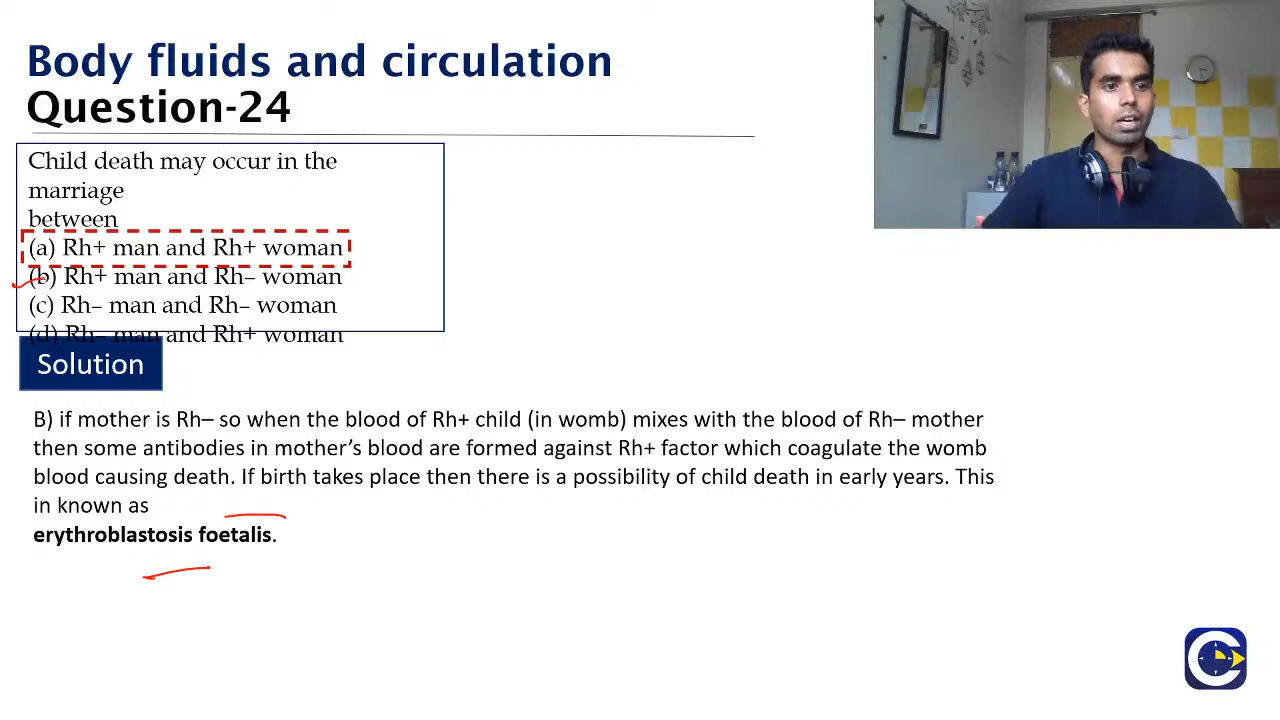 Body fluids and circulation
Question-24
Child death may occur in the
marriage
between
(a) Rh+ man and Rh+ woman
(b) Rh+ man and Rh– woman
(c) Rh– man and Rh– woman
(d) Rh– man and Rh+ woman
Solution
B) if mother is Rh– so when the blood of Rh+ child (in womb) mixes with the blood of Rh– mother
then some antibodies in mother's blood are formed against Rh+ factor which coagulate the womb
blood causing death. If birth takes place then there is a possibility of child death in early years. This
in known as
erythroblastosis foetalis.